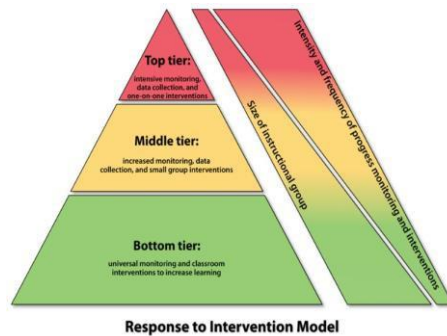 Top tier:
intensive monitoring,
data collection, and
one-on-one interventions
Middle tier:
increased monitoring, data
collection, and small group interventions
Bottom tier:
universal monitoring and classroom
interventions to increase learning
Size of instructional group
Intensity and frequency of progress monitoring and interventions
Response to Intervention Model